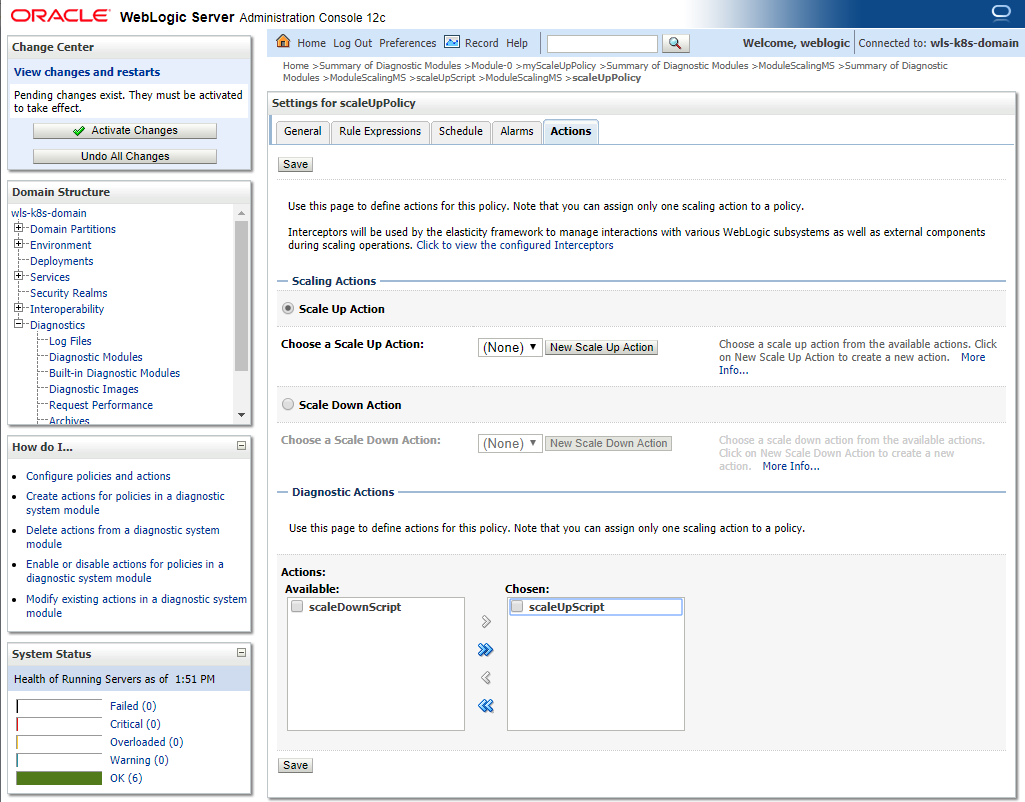 ORACLE® WebLogic Server Administration Console 12c
Change Center
View changes and restarts
Pending changes exist. They must be activated
to take effect.
Activate Changes
Undo All Changes
Domain Structure
wls-k8s-domain
Domain Partitions
Environment
Deployments
Services
Security Realms
Interoperability
Diagnostics
Log Files
Diagnostic Modules
Built-in Diagnostic Modules
Diagnostic Images
Request Performance
Archives
How do I...
Configure policies and actions
Create actions for policies in a diagnostic
system module
Delete actions from a diagnostic system
module
Enable or disable actions for policies in a
diagnostic system module
Modify existing actions in a diagnostic system
module
System Status
Health of Running Servers as of 1:51 PM
Failed (0)
Critical (0)
Overloaded (0)
Warning (0)
OK (6)
Home Log Out Preferences Record Help
Welcome, weblogic Connected to: wls-k8s-domain
Home >Summary of Diagnostic Modules >Module-0 >myScaleUpPolicy >Summary of Diagnostic Modules >ModuleScalingMS >Summary of Diagnostic
Modules >ModuleScalingMS >scaleUpScript >ModuleScalingMS >scaleUpPolicy
Settings for scaleUpPolicy
General Rule Expressions Schedule Alarms Actions
Save
Use this page to define actions for this policy. Note that you can assign only one scaling action to a policy.
Interceptors will be used by the elasticity framework to manage interactions with various WebLogic subsystems as well as external components
during scaling operations. Click to view the configured Interceptors
Scaling Actions
Scale Up Action
Choose a Scale Up Action: (None) New Scale Up Action
Choose a scale up action from the available actions. Click
on New Scale Up Action to create a new action. More
Info...
Scale Down Action
Choose a Scale Down Action: (None) New Scale Down Action
Choose a scale down action from the available actions.
Click on New Scale Down Action to create a new
action. More Info...
Diagnostic Actions
Use this page to define actions for this policy. Note that you can assign only one scaling action to a policy.
Actions:
Available: Chosen:
scaleDownScript scaleUpScript
Save